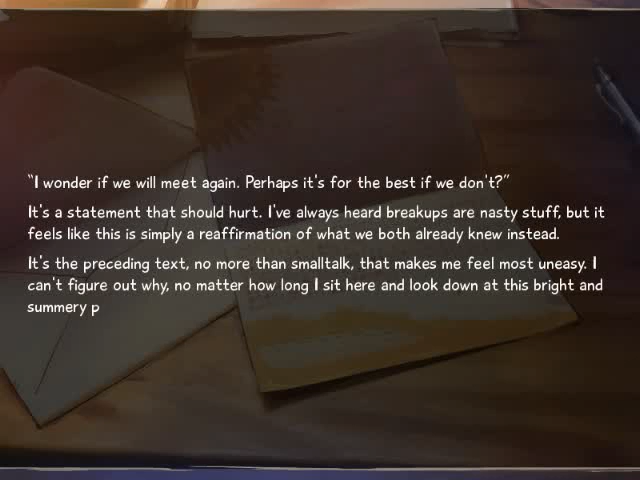 “I wonder if we will meet again. Perhaps it's for the best if we don't?”
It's a statement that should hurt. I've always heard breakups are nasty stuff, but it
feels like this is simply a reaffirmation of what we both already knew instead.
It's the preceding text, no more than smalltalk, that makes me feel most uneasy. I
can't figure out why, no matter how long I sit here and look down at this bright and
summery p